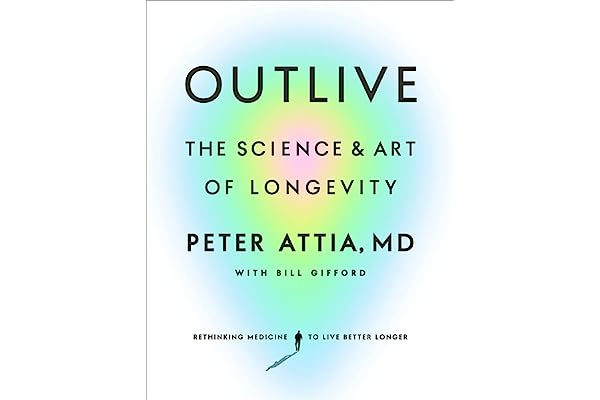 OUTLIVE
THE SCIENCE & ART
OF LONGEVITY
PETER ATTIA, MD
WITH BILL GIFFORD
RETHINKING MEDICINE TO LIVE BETTER LONGER